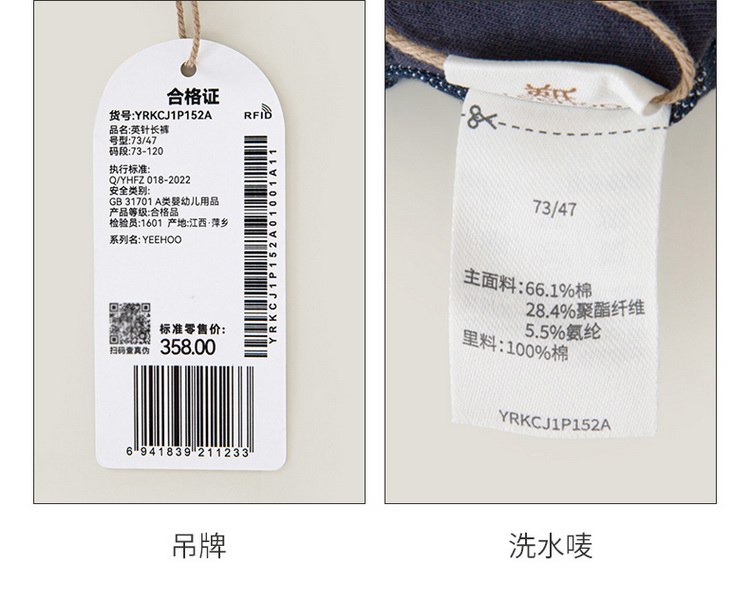 合格证
货号:YRKCJ1P152A
RFID
品名:英针长裤
号型:73/47
码段:73-120
执行标准:
Q/YHFZ 018-2022
安全类别:
GB 31701 A类婴幼儿用品
产品等级:合格品
检验员:1601 产地:江西·萍乡
系列名: YEEHOO
YRKCJ1P152A01001A11
扫码查真伪
标准零售价:
358.00
6 941839 211233
吊牌
73/47
主面料:66.1%棉
28.4%聚酯纤维
5.5%氨纶
里料:100%棉
YRKCJ1P152A
洗水唛